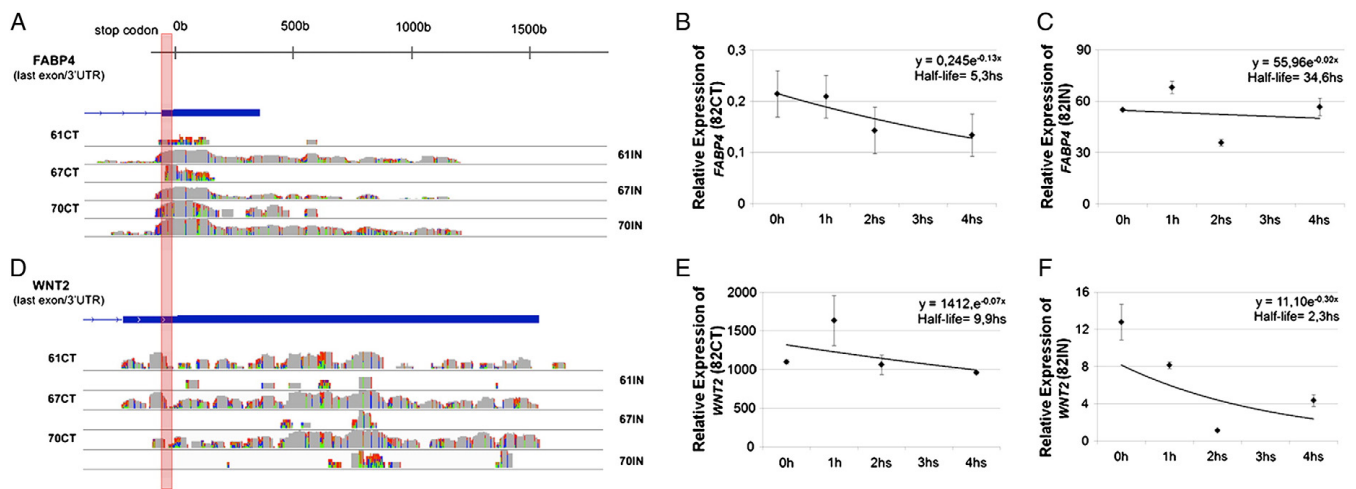 A
stop codon
0b
500b
1000b
1500b
FABP4
(last exon/3'UTR)
61CT
61IN
67CT
67IN
70CT
70IN
B
Relative Expression of
FABP4 (82CT)
0,3
0,2
0,1
0
y = 0,245e-0.13x
Half-life= 5,3hs
0h 1h 2hs 3hs 4hs
C
Relative Expression of
FABP4 (82IN)
90
60
30
0
y = 55,96e-0.02x
Half-life= 34,6hs
0h 1h 2hs 3hs 4hs
D
WNT2
(last exon/3'UTR)
61CT
61IN
67CT
67IN
70CT
70IN
E
Relative Expression of
WNT2 (82CT)
2000
1500
1000
500
0
y = 1412,e-0.07x
Half-life= 9,9hs
0h 1h 2hs 3hs 4hs
F
Relative Expression of
WNT2 (82IN)
16
12
8
4
0
y = 11,10e-0.30x
Half-life= 2,3hs
0h 1h 2hs 3hs 4hs